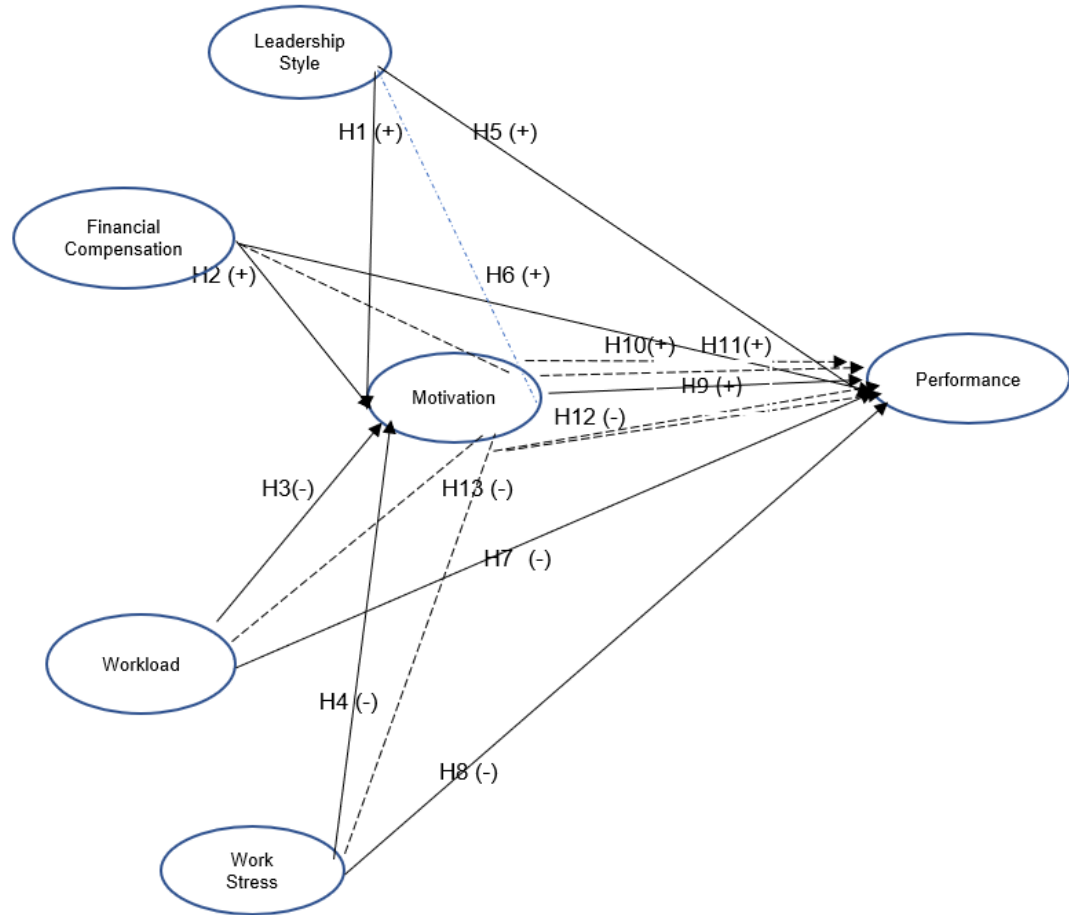 Leadership
Style
H1 (+)
H5 (+)
Financial
Compensation
H2 (+)
H6 (+)
H10(+)
H11(+)
Motivation
H9 (+)
Performance
H12 (-)
H3(-)
H13 (-)
H7 (-)
Workload
H4 (-)
H8 (-)
Work
Stress